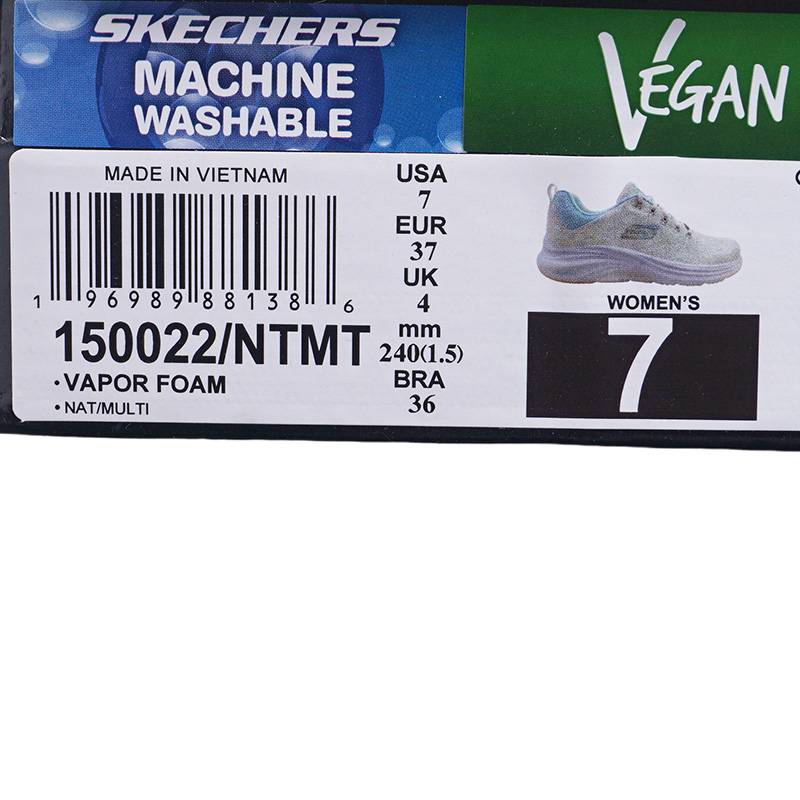 SKECHERS
MACHINE
WASHABLE
VEGAN
MADE IN VIETNAM
1 96989 88138 6
150022/NTMT
•VAPOR FOAM
•NAT/MULTI
USA
7
EUR
37
UK
4
mm
240(1.5)
BRA
36
WOMEN'S
7